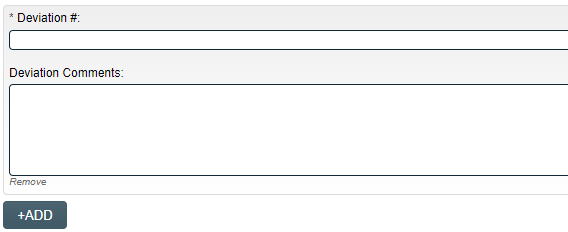 * Deviation #:
Deviation Comments:
Remove
+ADD